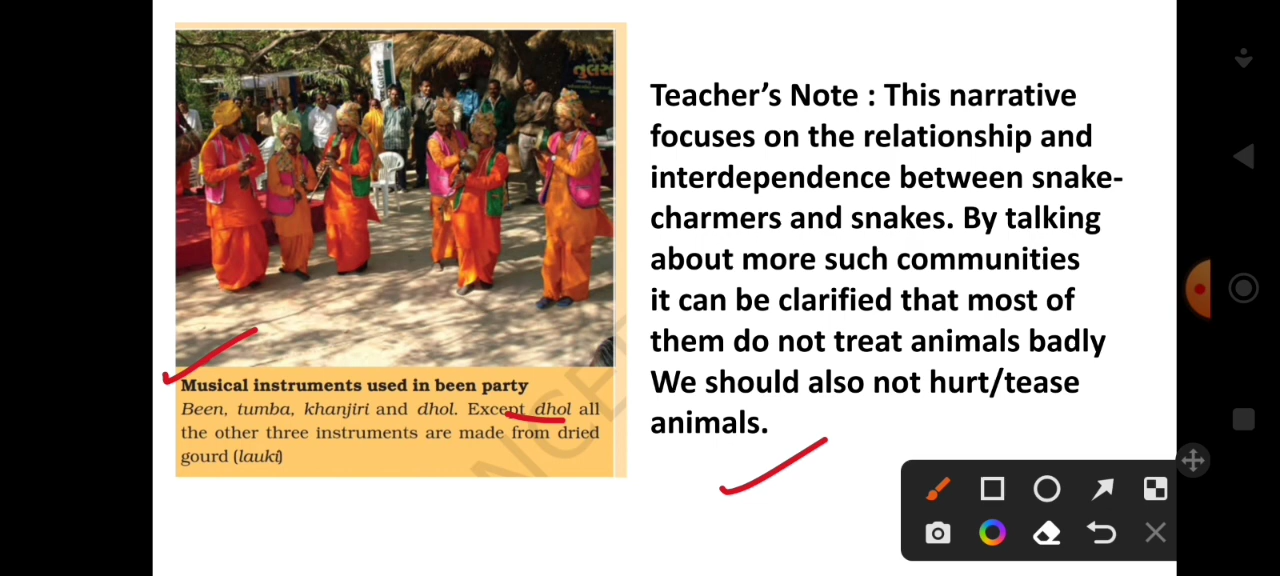 તુલસ
Musical instruments used in been party
Been, tumba, khanjiri and dhol. Except dhol all
the other three instruments are made from dried
gourd (lauki)
Teacher's Note : This narrative
focuses on the relationship and
interdependence between snake-
charmers and snakes. By talking
about more such communities
it can be clarified that most of
them do not treat animals badly
We should also not hurt/tease
animals.